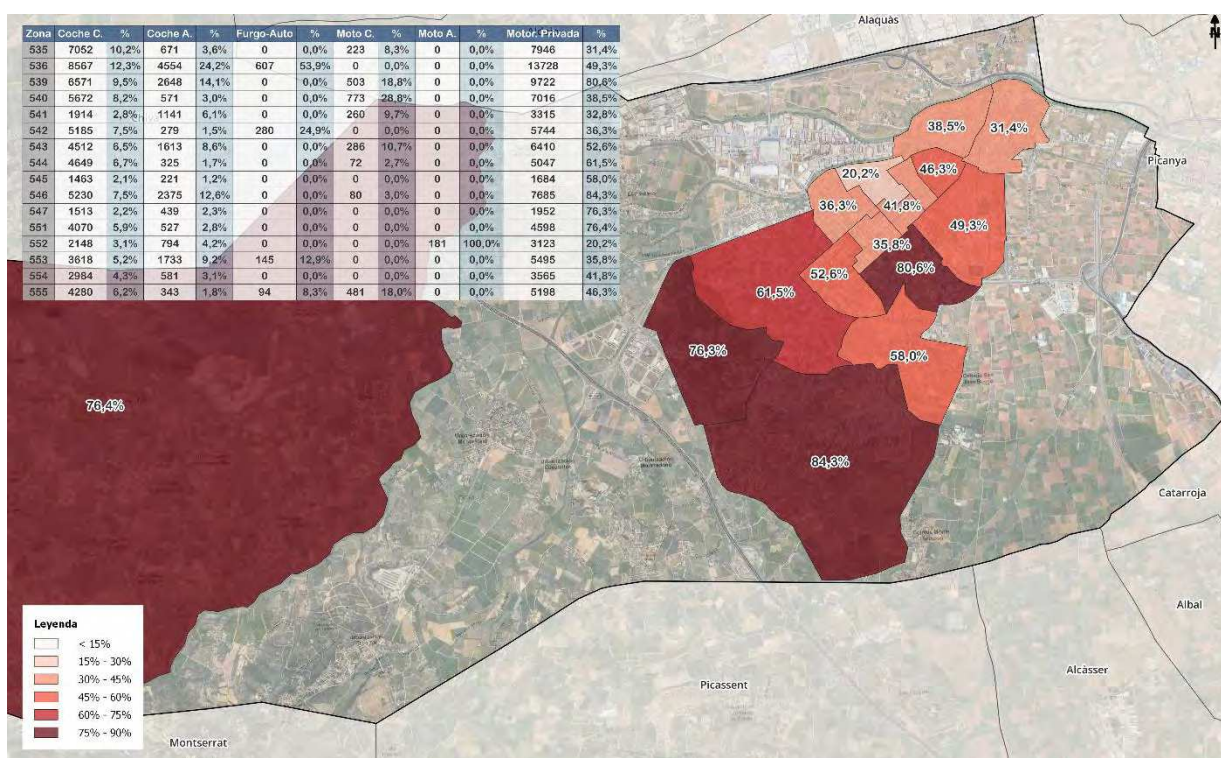 Alaquàs
N
Zona Coche C. % Coche A. % Furgo-Auto % Moto C. % Moto A. % Motor. Privada %
535 7052 10,2% 671 3,6% 0 0,0% 223 8,3% 0 0,0% 7946 31,4%
536 8567 12,3% 4554 24,2% 607 53,9% 0 0,0% 0 0,0% 13728 49,3%
539 6571 9,5% 2648 14,1% 0 0,0% 503 18,8% 0 0,0% 9722 80,6%
540 5672 8,2% 571 3,0% 0 0,0% 773 28,8% 0 0,0% 7016 38,5%
541 1914 2,8% 1141 6,1% 0 0,0% 260 9,7% 0 0,0% 3315 32,8%
542 5185 7,5% 279 1,5% 280 24,9% 0 0,0% 0 0,0% 5744 36,3%
543 4512 6,5% 1613 8,6% 0 0,0% 286 10,7% 0 0,0% 6410 52,6%
544 4649 6,7% 325 1,7% 0 0,0% 72 2,7% 0 0,0% 5047 61,5%
545 1463 2,1% 221 1,2% 0 0,0% 0 0,0% 0 0,0% 1684 58,0%
546 5230 7,5% 2375 12,6% 0 0,0% 80 3,0% 0 0,0% 7685 84,3%
547 1513 2,2% 439 2,3% 0 0,0% 0 0,0% 0 0,0% 1952 76,3%
551 4070 5,9% 527 2,8% 0 0,0% 0 0,0% 0 0,0% 4598 76,4%
552 2148 3,1% 794 4,2% 0 0,0% 0 0,0% 181 100,0% 3123 20,2%
553 3618 5,2% 1733 9,2% 145 12,9% 0 0,0% 0 0,0% 5495 35,8%
554 2984 4,3% 581 3,1% 0 0,0% 0 0,0% 0 0,0% 3565 41,8%
555 4280 6,2% 343 1,8% 94 8,3% 481 18,0% 0 0,0% 5198 46,3%
38,5%
31,4%
Picanya
46,3%
20,2%
36,3%
41,8%
49,3%
35,8%
80,6%
52,6%
61,5%
76,3%
58,0%
76,4%
84,3%
Catarroja
Albal
Alcàsser
Picassent
Montserrat
Leyenda
< 15%
15% - 30%
30% - 45%
45% - 60%
60% - 75%
75% - 90%